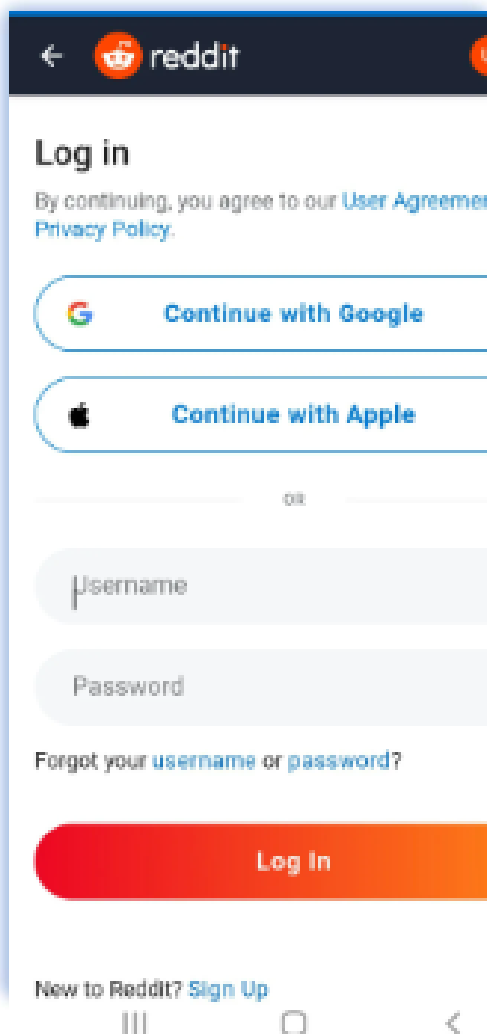 reddit
Log in
By continuing, you agree to our User
Privacy Policy.
Continue with Google
Continue with Apple
OR
Username
Password
Forgot your username or password?
Log In
New to Reddit? Sign Up